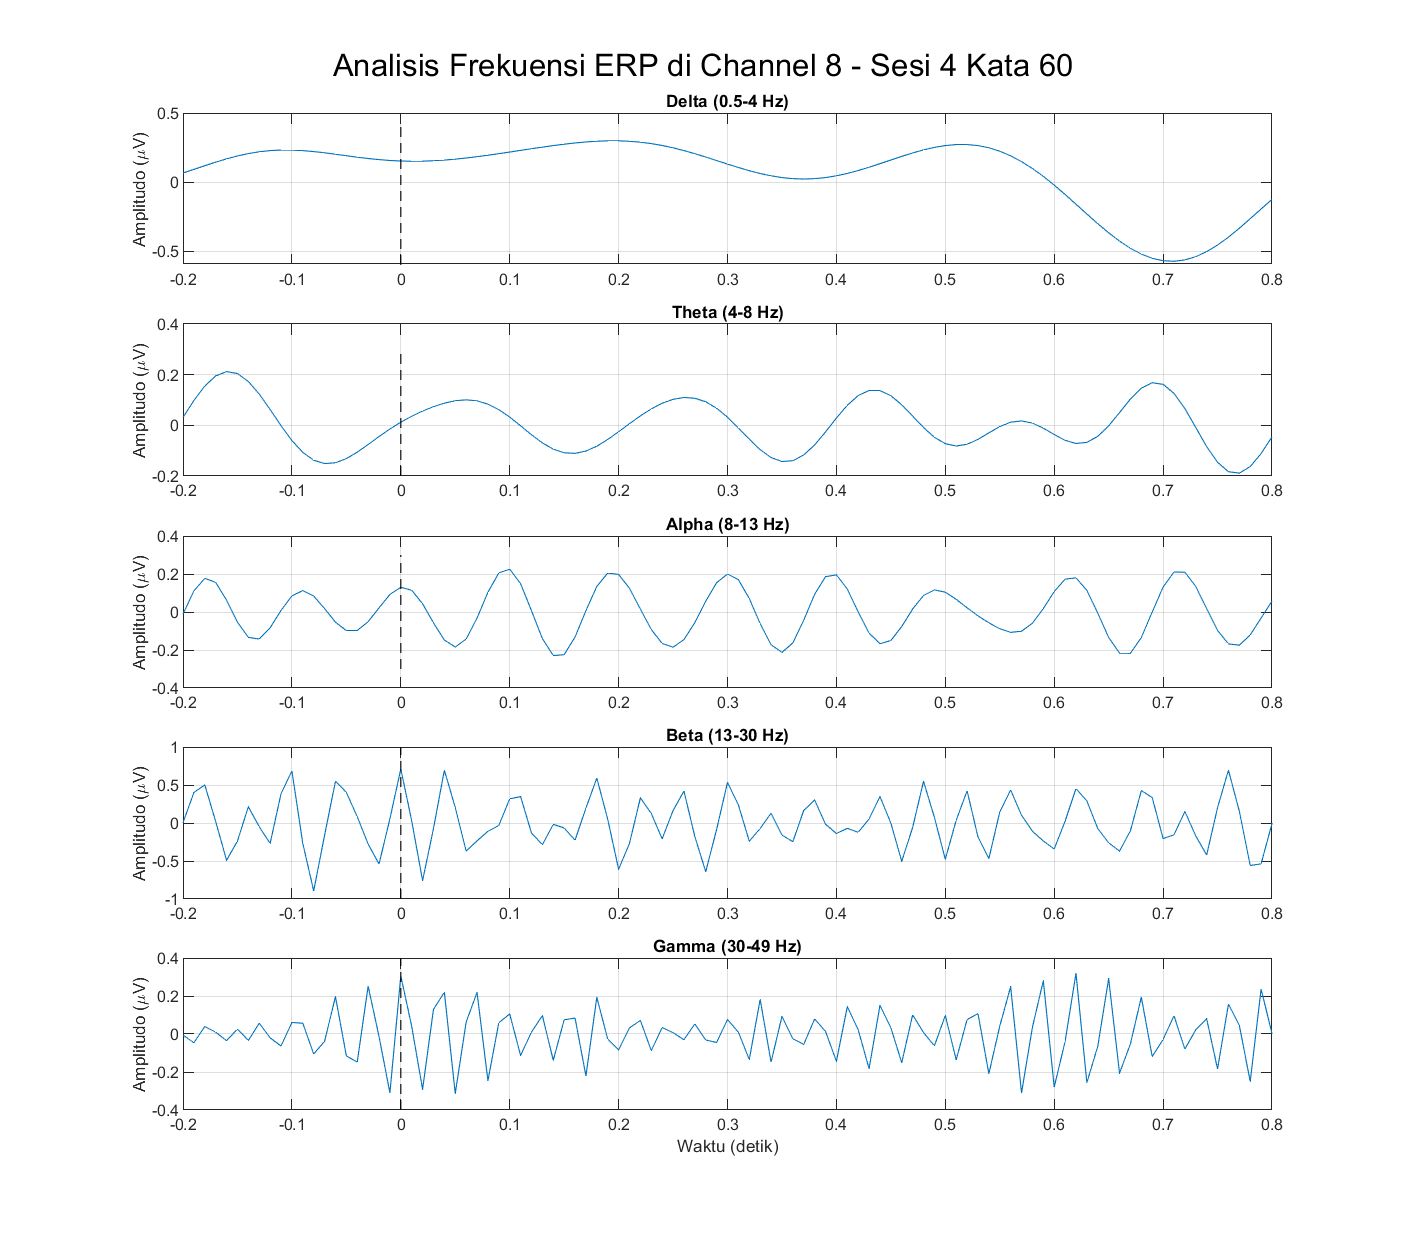 Analisis Frekuensi ERP di Channel 8 - Sesi 4 Kata 60
Delta (0.5-4 Hz)
Amplitudo (μV)
0.5
0
-0.5
-0.2 -0.1 0 0.1 0.2 0.3 0.4 0.5 0.6 0.7 0.8
Theta (4-8 Hz)
Amplitudo (μV)
0.4
0.2
0
-0.2
-0.2 -0.1 0 0.1 0.2 0.3 0.4 0.5 0.6 0.7 0.8
Alpha (8-13 Hz)
Amplitudo (μV)
0.4
0.2
0
-0.2
-0.4
-0.2 -0.1 0 0.1 0.2 0.3 0.4 0.5 0.6 0.7 0.8
Beta (13-30 Hz)
Amplitudo (μV)
1
0.5
0
-0.5
-1
-0.2 -0.1 0 0.1 0.2 0.3 0.4 0.5 0.6 0.7 0.8
Gamma (30-49 Hz)
Amplitudo (μV)
0.4
0.2
0
-0.2
-0.4
-0.2 -0.1 0 0.1 0.2 0.3 0.4 0.5 0.6 0.7 0.8
Waktu (detik)